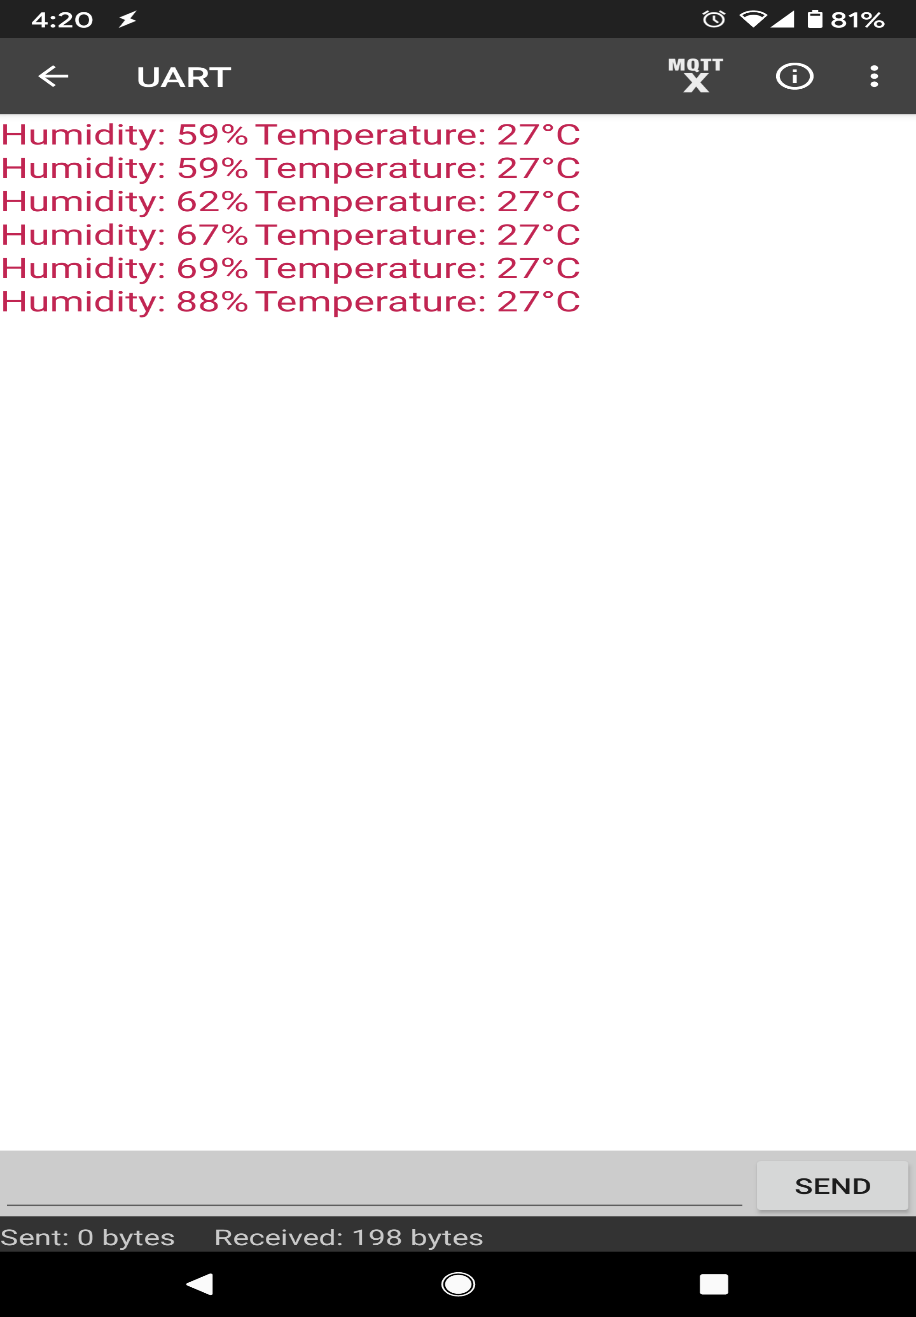 4:20 81%
UART MQTT X
Humidity: 59% Temperature: 27°C
Humidity: 59% Temperature: 27°C
Humidity: 62% Temperature: 27°C
Humidity: 67% Temperature: 27°C
Humidity: 69% Temperature: 27°C
Humidity: 88% Temperature: 27°C
SEND
Sent: 0 bytes Received: 198 bytes